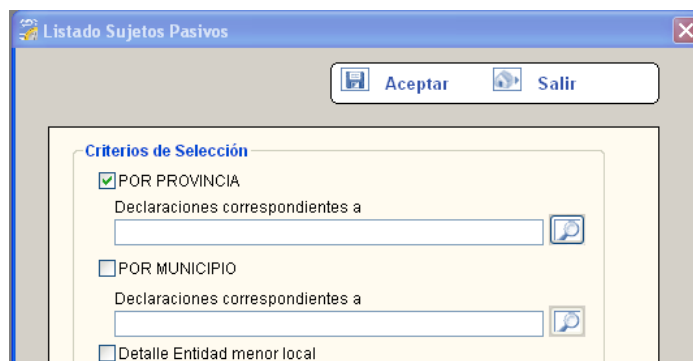 Listado Sujetos Pasivos
Aceptar Salir
Criterios de Selección
POR PROVINCIA
Declaraciones correspondientes a
POR MUNICIPIO
Declaraciones correspondientes a
Detalle Entidad menor local